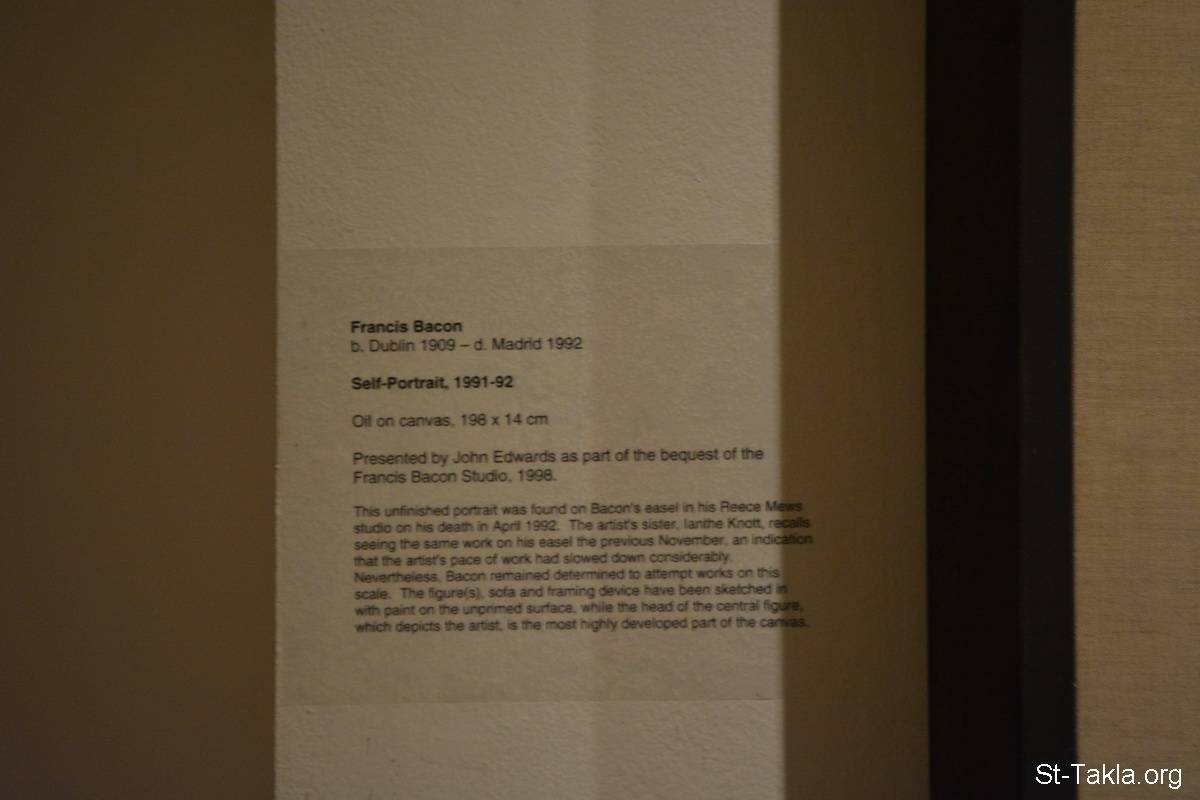 Francis Bacon
b. Dublin 1909 – d. Madrid 1992
Self-Portrait, 1991-92
Oil on canvas, 198 x 14 cm
Presented by John Edwards as part of the bequest of the
Francis Bacon Studio, 1998.
This unfinished portrait was found on Bacon's easel in his Reece Mews
studio on his death in April 1992. The artist's sister, Ianthe Knott, recalls
seeing the same work on his easel the previous November, an indication
that the artist's pace of work had slowed down considerably.
Nevertheless, Bacon remained determined to attempt works on this
scale. The figure(s), sofa and framing device have been sketched in
with paint on the unprimed surface, while the head of the central figure,
which depicts the artist, is the most highly developed part of the canvas.
St-Takla.org